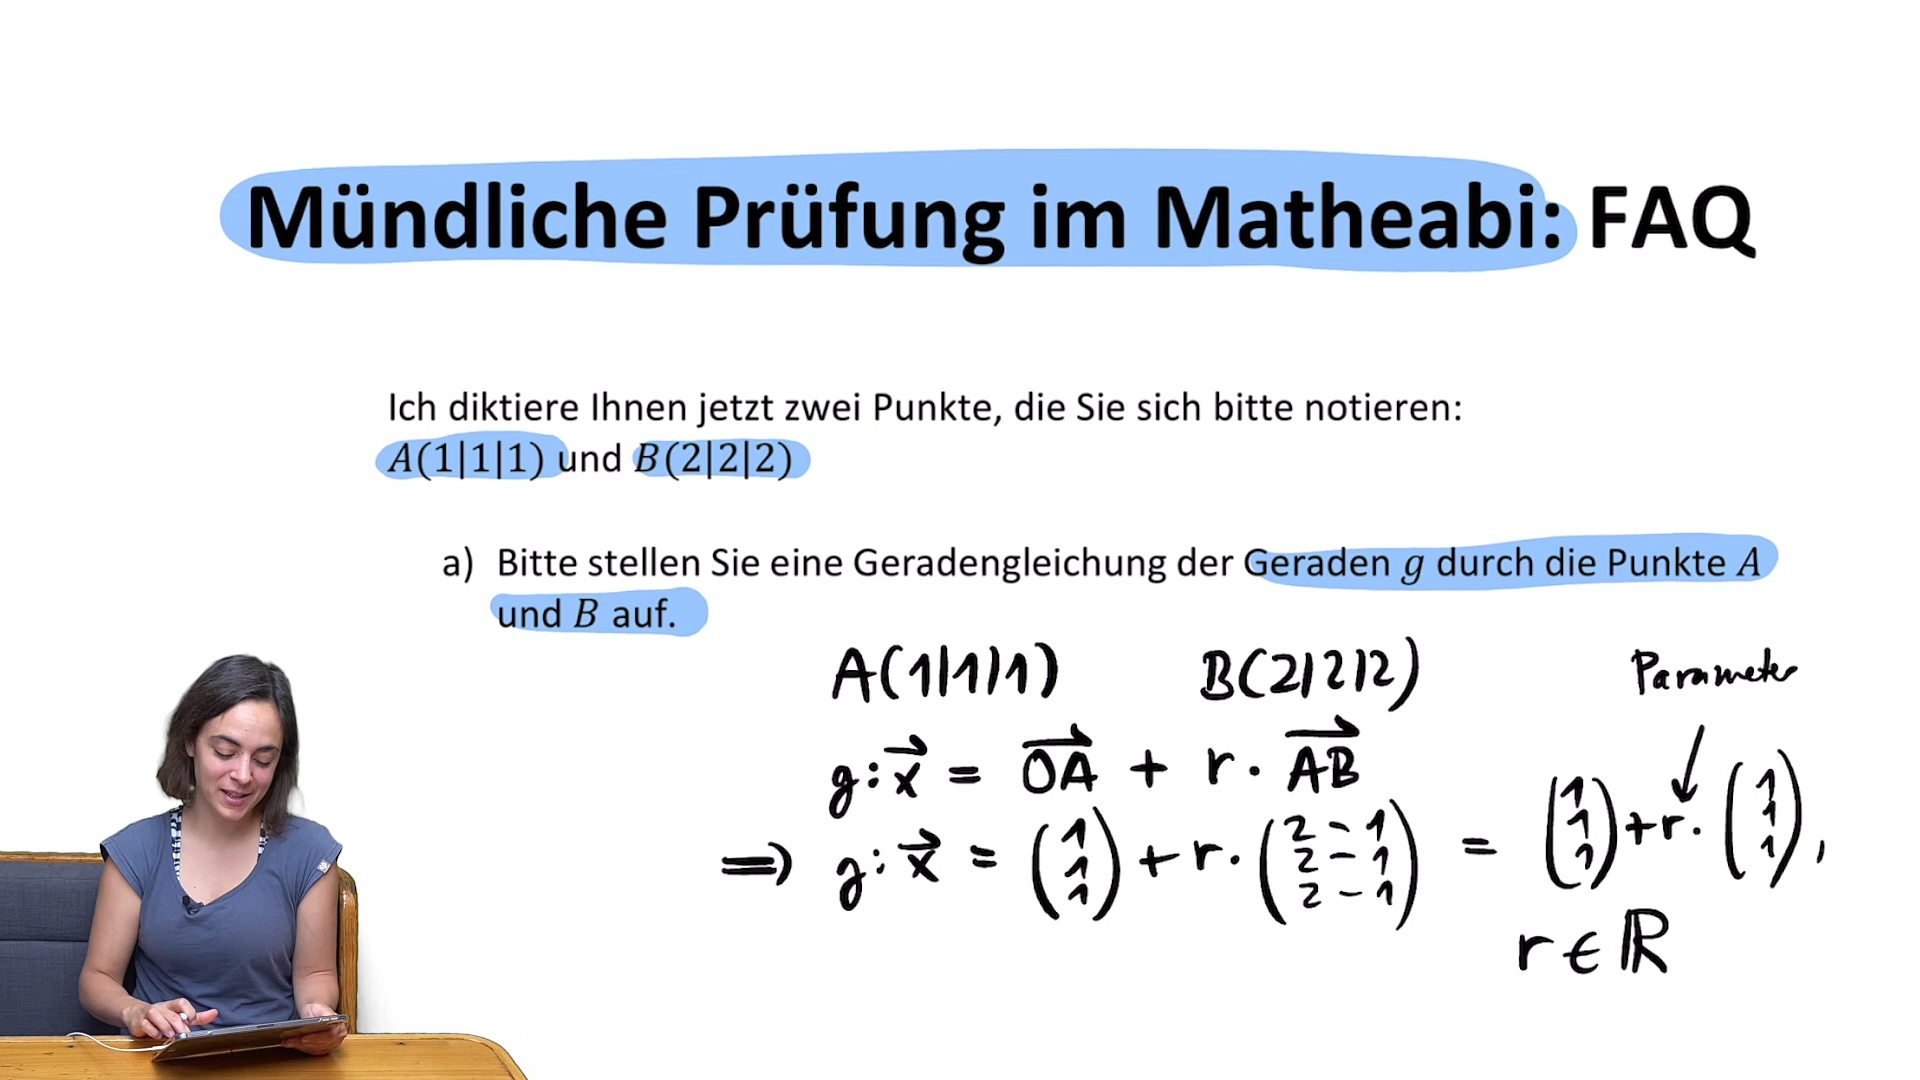 Mündliche Prüfung im Matheabi: FAQ
Ich diktiere Ihnen jetzt zwei Punkte, die Sie sich bitte notieren:
A(1|1|1) und B(2|2|2)
a) Bitte stellen Sie eine Geradengleichung der Geraden g durch die Punkte A
und B auf.
A(1|1|1) B(2|2|2) Parameter
g: x⃗ = O⃗A⃗ + r · A⃗B⃗
⇒ g: x⃗ = (1 1 1) + r · (2−1 2−1 2−1) = (1 1 1) + r · (1 1 1),
r ∈ ℝ